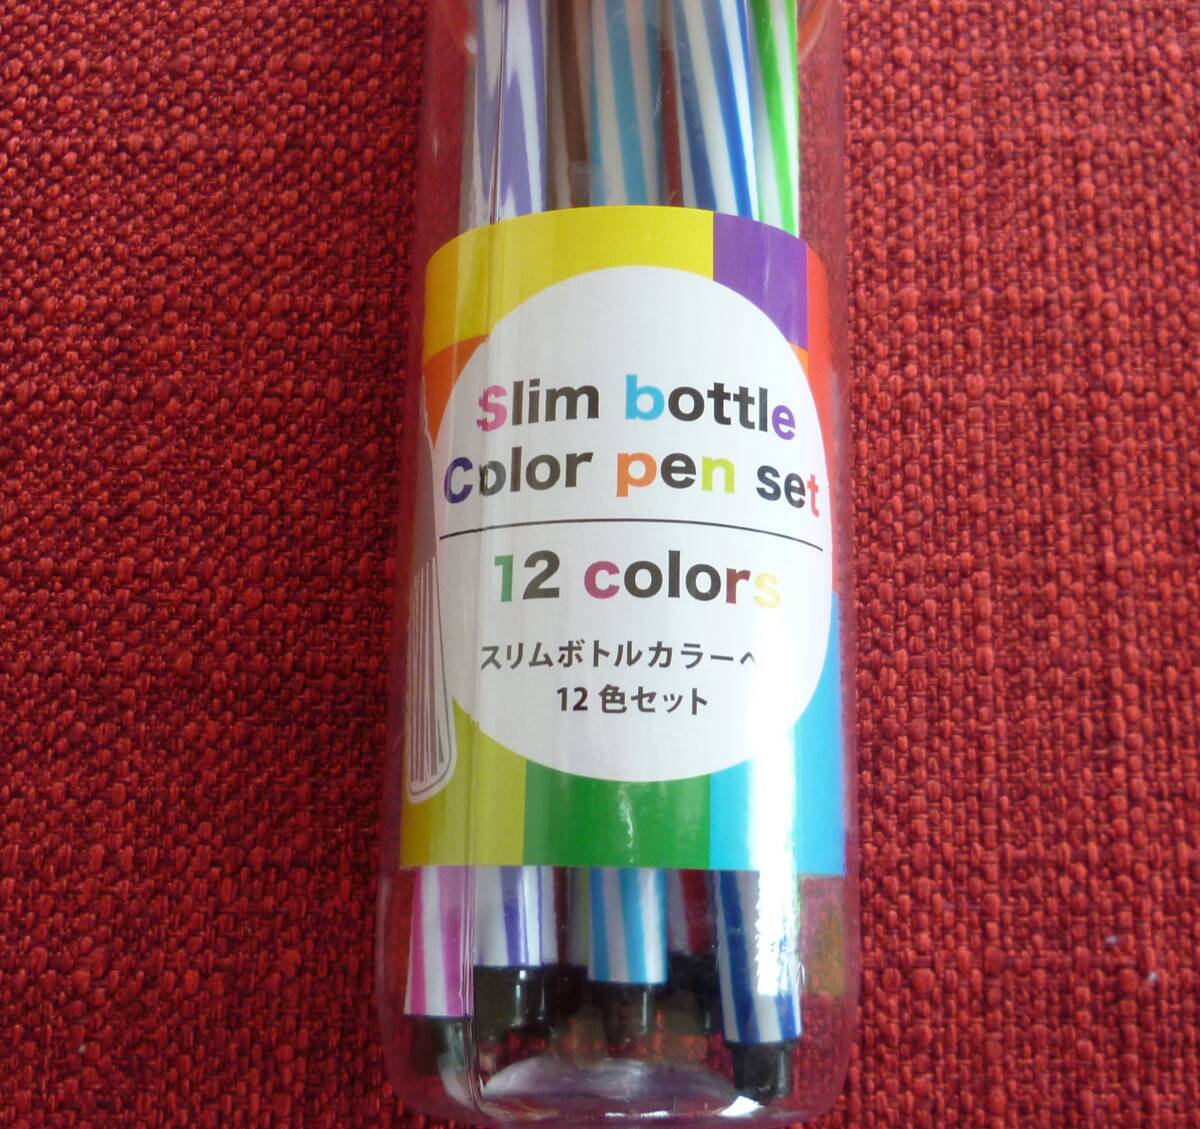 Slim bottle
Color pen set
12 colors
スリムボトルカラーペ
12 色セット